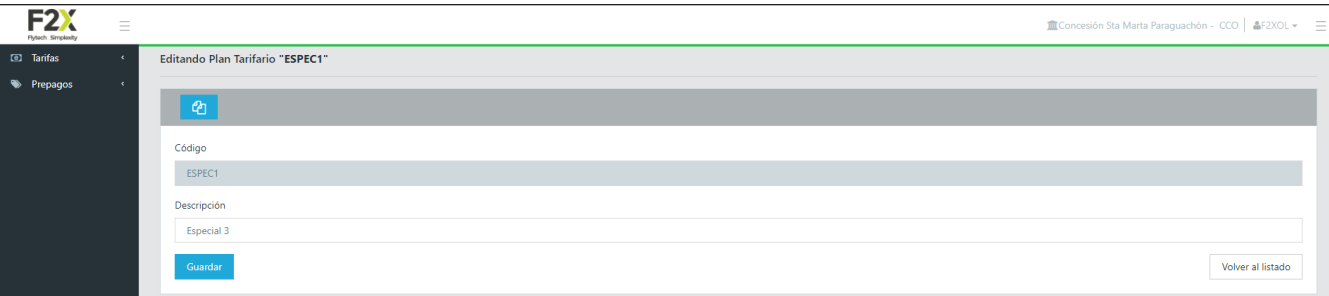 F2X
Flytech Simplexity
Concesión Sta Marta Paraguachón - CCO
F2XOL
Tarifas
Prepagos
Editando Plan Tarifario "ESPEC1"
Código
ESPEC1
Descripción
Especial 3
Guardar
Volver al listado